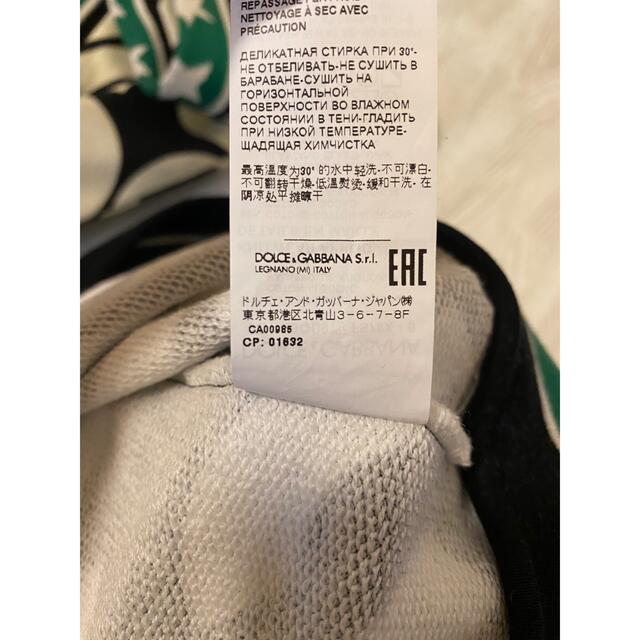 NETTOYAGE À SEC AVEC
PRÉCAUTION
ДЕЛИКАТНАЯ СТИРКА ПРИ 30°-
НЕ ОТБЕЛИВАТЬ-НЕ СУШИТЬ В
БАРАБАНЕ-СУШИТЬ НА
ГОРИЗОНТАЛЬНОЙ
ПОВЕРХНОСТИ ВО ВЛАЖНОМ
СОСТОЯНИИ В ТЕНИ-ГЛАДИТЬ
ПРИ НИЗКОЙ ТЕМПЕРАТУРЕ-
ЩАДЯЩАЯ ХИМЧИСТКА
最高温度为30°的水中轻洗-不可漂白-
不可翻转干燥-低温熨烫-缓和干洗-在
阴凉处平摊晾干
DOLCE & GABBANA S.r.l.
LEGNANO (MI) ITALY
EAC
ドルチェ・アンド・ガッバーナ・ジャパン㈱
東京都港区北青山3-6-7-8F
CA00985
CP: 01632